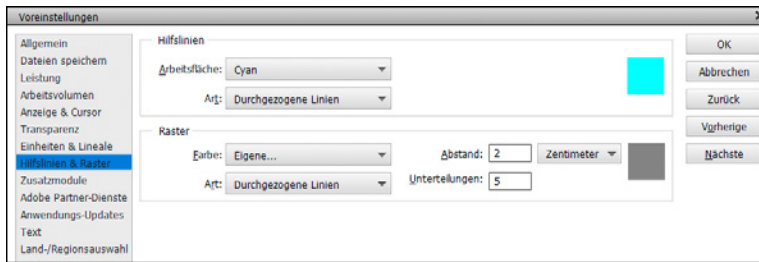 Voreinstellungen
Allgemein
Dateien speichern
Leistung
Arbeitsvolumen
Anzeige & Cursor
Transparenz
Einheiten & Lineale
Hilfslinien & Raster
Zusatzmodule
Adobe Partner-Dienste
Anwendungs-Updates
Text
Land-/Regionsauswahl
Hilfslinien
Arbeitsfläche: Cyan
Art: Durchgezogene Linien
Raster
Farbe: Eigene... Abstand: 2 Zentimeter
Art: Durchgezogene Linien Unterteilungen: 5
OK
Abbrechen
Zurück
Vorherige
Nächste